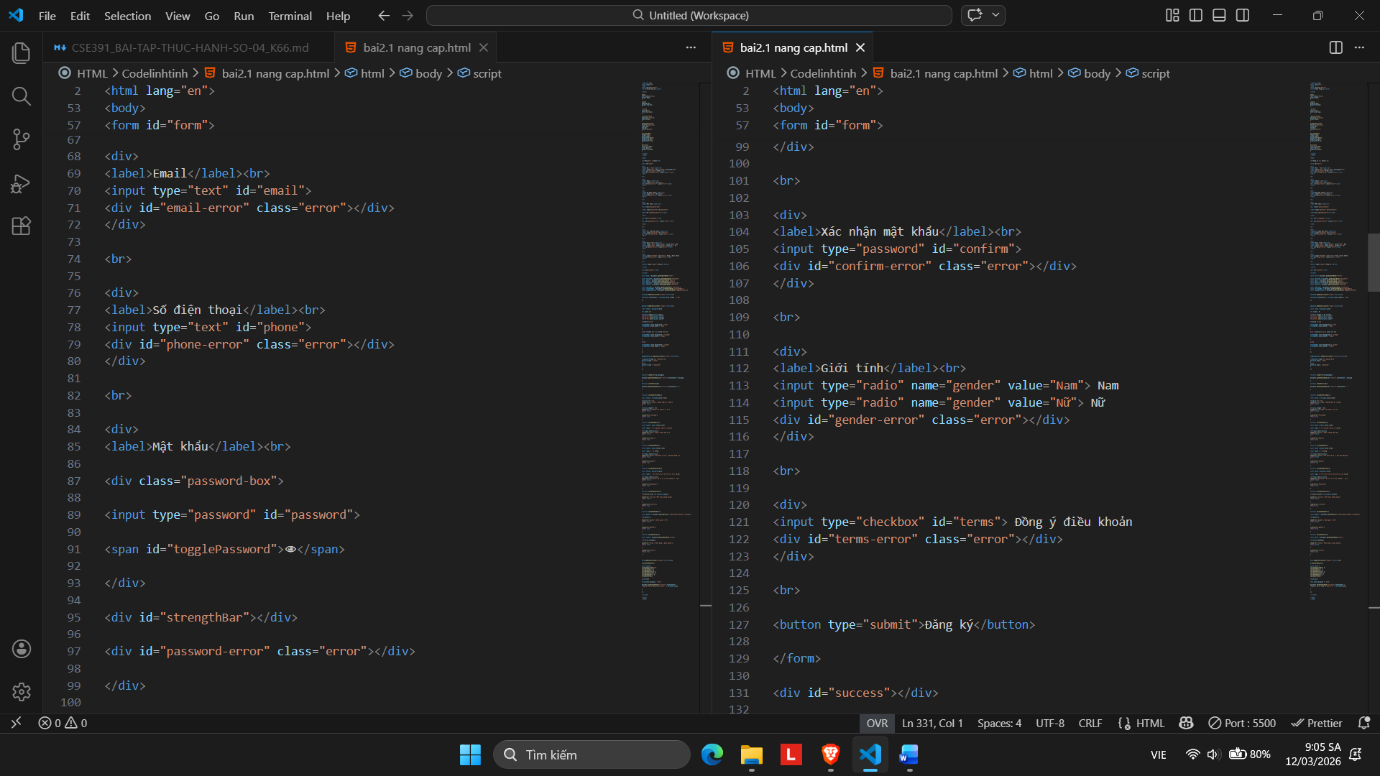 File Edit Selection View Go Run Terminal Help
Untitled (Workspace)
CSE391_BAI-TAP-THUC-HANH-SO-04_K66.md
bai2.1 nang cap.html
HTML > Codelinhtinh > bai2.1 nang cap.html > html > body > script
2 <html lang="en">
53 <body>
57 <form id="form">
67
68 <div>
69 <label>Email</label><br>
70 <input type="text" id="email">
71 <div id="email-error" class="error"></div>
72 </div>
73
74 <br>
75
76 <div>
77 <label>Số điện thoại</label><br>
78 <input type="text" id="phone">
79 <div id="phone-error" class="error"></div>
80 </div>
81
82 <br>
83
84 <div>
85 <label>Mật khẩu</label><br>
86
87 <div class="password-box">
88
89 <input type="password" id="password">
90
91 <span id="togglePassword">👁</span>
92
93 </div>
94
95 <div id="strengthBar"></div>
96
97 <div id="password-error" class="error"></div>
98
99 </div>
100
bai2.1 nang cap.html
HTML > Codelinhtinh > bai2.1 nang cap.html > html > body > script
2 <html lang="en">
53 <body>
57 <form id="form">
99 </div>
100
101 <br>
102
103 <div>
104 <label>Xác nhận mật khẩu</label><br>
105 <input type="password" id="confirm">
106 <div id="confirm-error" class="error"></div>
107 </div>
108
109 <br>
110
111 <div>
112 <label>Giới tính</label><br>
113 <input type="radio" name="gender" value="Nam"> Nam
114 <input type="radio" name="gender" value="Nữ"> Nữ
115 <div id="gender-error" class="error"></div>
116 </div>
117
118 <br>
119
120 <div>
121 <input type="checkbox" id="terms"> Đồng ý điều khoản
122 <div id="terms-error" class="error"></div>
123 </div>
124
125 <br>
126
127 <button type="submit">Đăng ký</button>
128
129 </form>
130
131 <div id="success"></div>
132
0 0 OVR Ln 331, Col 1 Spaces: 4 UTF-8 CRLF {} HTML Port : 5500 Prettier
Tìm kiếm
L
W
VIE
80%
9:05 SA
12/03/2026